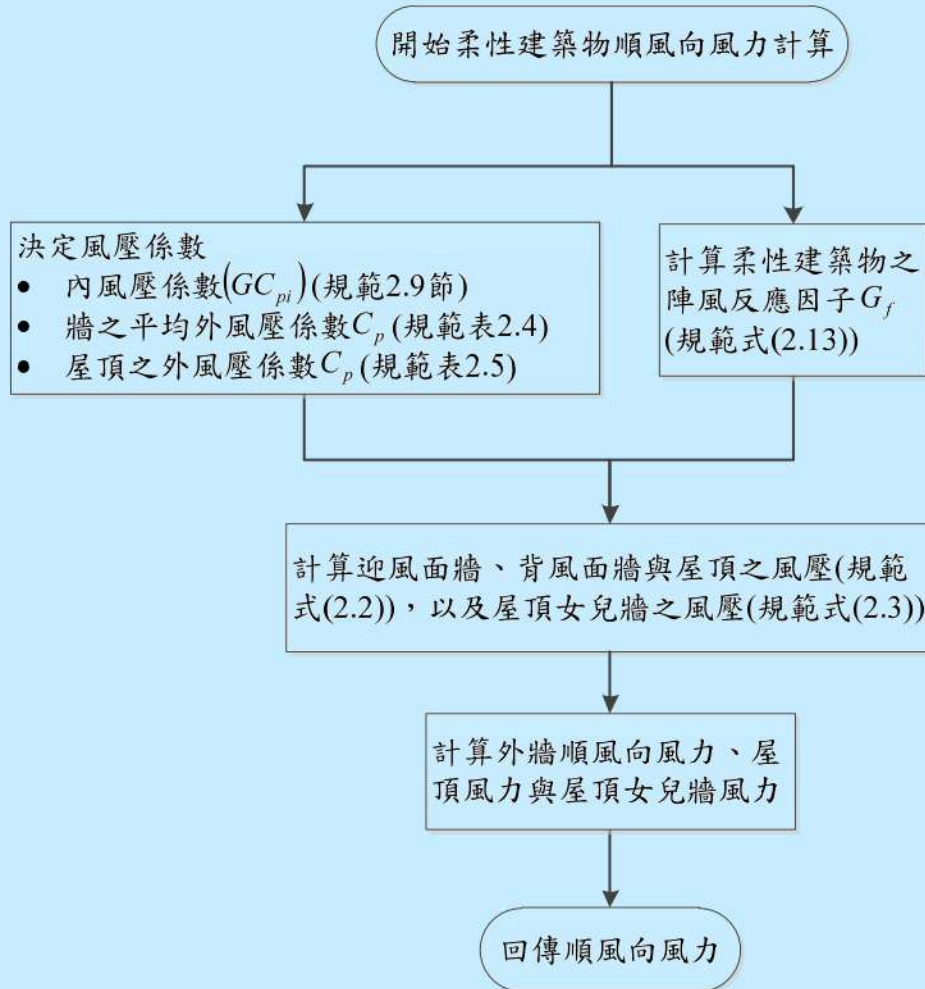 開始柔性建築物順風向風力計算
決定風壓係數
• 內風壓係數(GC_{pi})(規範2.9節)
• 牆之平均外風壓係數C_p(規範表2.4)
• 屋頂之外風壓係數C_p(規範表2.5)
計算柔性建築物之
陣風反應因子G_f
(規範式(2.13))
計算迎風面牆、背風面牆與屋頂之風壓(規範
式(2.2))，以及屋頂女兒牆之風壓(規範式(2.3))
計算外牆順風向風力、屋
頂風力與屋頂女兒牆風力
回傳順風向風力